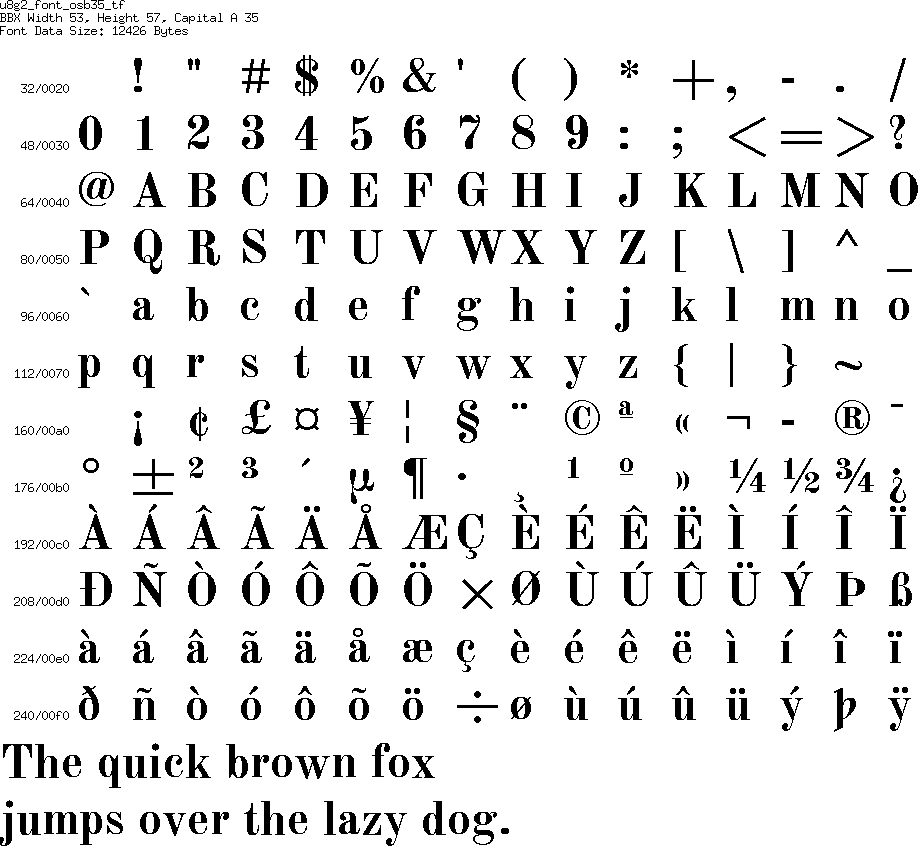 u8g2_font_osb35_tf
BBX Width 53, Height 57, Capital A 35
Font Data Size: 12426 Bytes
32/0020 ! " # $ % & ' ( ) * + , - . /
48/0030 0 1 2 3 4 5 6 7 8 9 : ; < = > ?
64/0040 @ A B C D E F G H I J K L M N O
80/0050 P Q R S T U V W X Y Z [ \ ] ^ _
96/0060 ` a b c d e f g h i j k l m n o
112/0070 p q r s t u v w x y z { | } ~
160/00a0 ¡ ¢ £ ¤ ¥ ¦ § ¨ © ª « ¬ - ® ¯
176/00b0 ° ± ² ³ ´ µ ¶ · ¸ ¹ º » ¼ ½ ¾ ¿
192/00c0 À Á Â Ã Ä Å Æ Ç È É Ê Ë Ì Í Î Ï
208/00d0 Ð Ñ Ò Ó Ô Õ Ö × Ø Ù Ú Û Ü Ý Þ ß
224/00e0 à á â ã ä å æ ç è é ê ë ì í î ï
240/00f0 ð ñ ò ó ô õ ö ÷ ø ù ú û ü ý þ ÿ
The quick brown fox
jumps over the lazy dog.